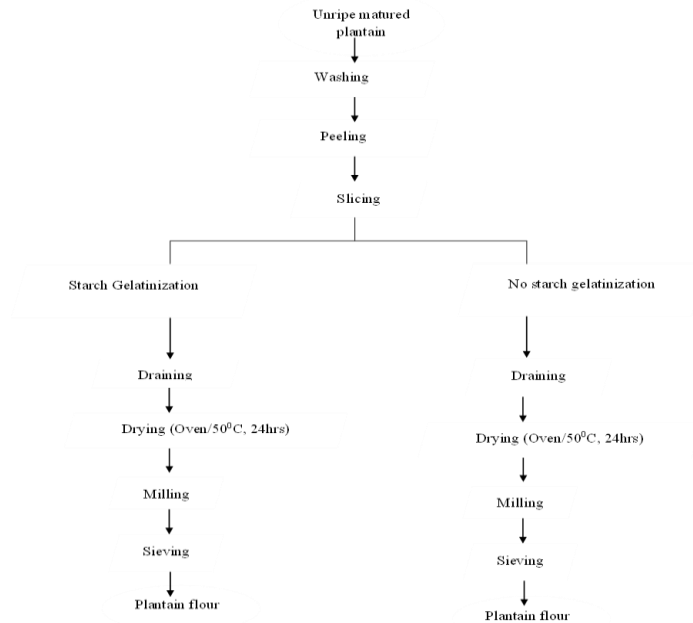 Unripe matured
plantain
Washing
Peeling
Slicing
Starch Gelatinization
No starch gelatinization
Draining
Draining
Drying (Oven/50⁰C, 24hrs)
Drying (Oven/50⁰C, 24hrs)
Milling
Milling
Sieving
Sieving
Plantain flour
Plantain flour